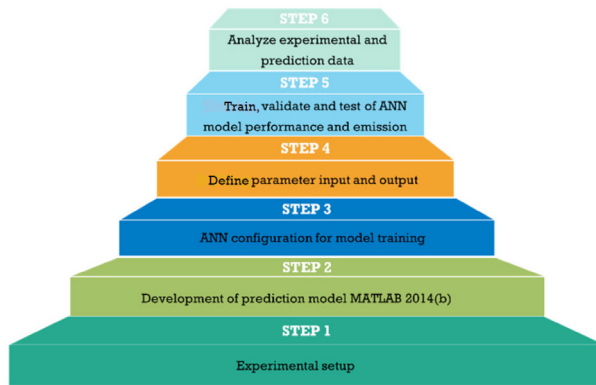 STEP 6
Analyze experimental and
prediction data
STEP 5
Train, validate and test of ANN
model performance and emission
STEP 4
Define parameter input and output
STEP 3
ANN configuration for model training
STEP 2
Development of prediction model MATLAB 2014(b)
STEP 1
Experimental setup